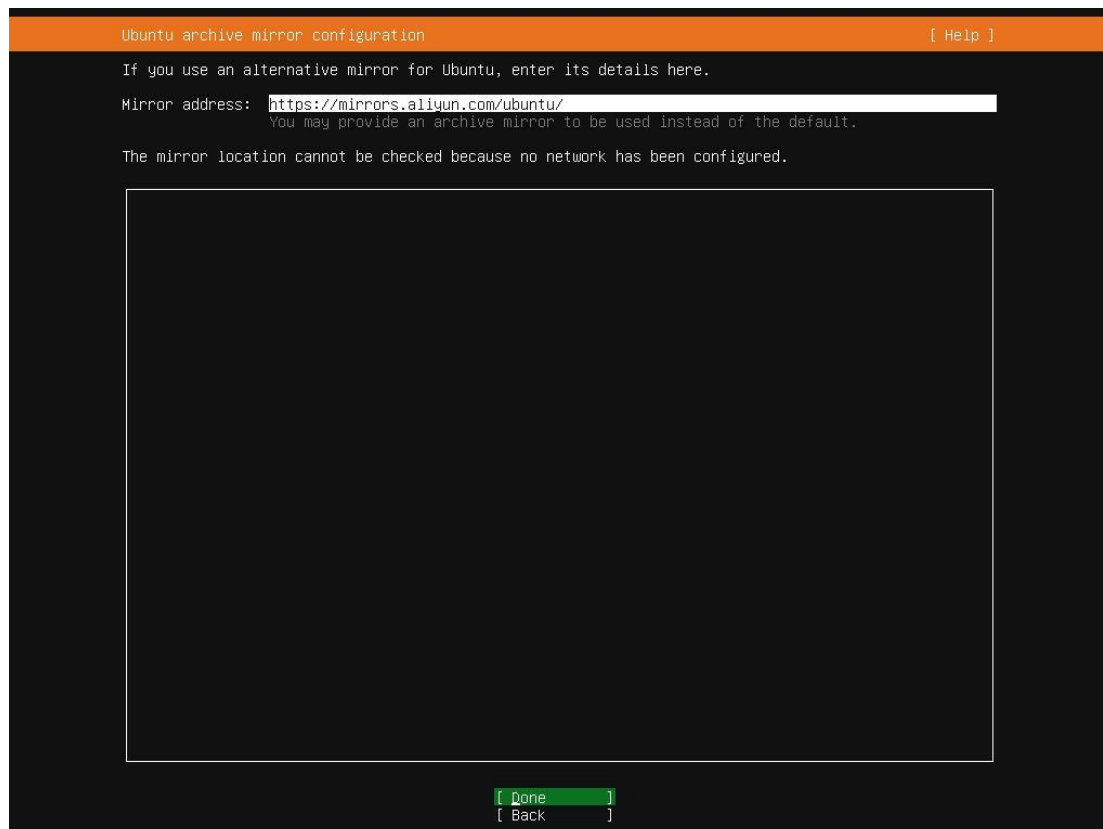 Ubuntu archive mirror configuration [ Help ]
If you use an alternative mirror for Ubuntu, enter its details here.
Mirror address: https://mirrors.aliyun.com/ubuntu/
You may provide an archive mirror to be used instead of the default.
The mirror location cannot be checked because no network has been configured.
[ Done ]
[ Back ]